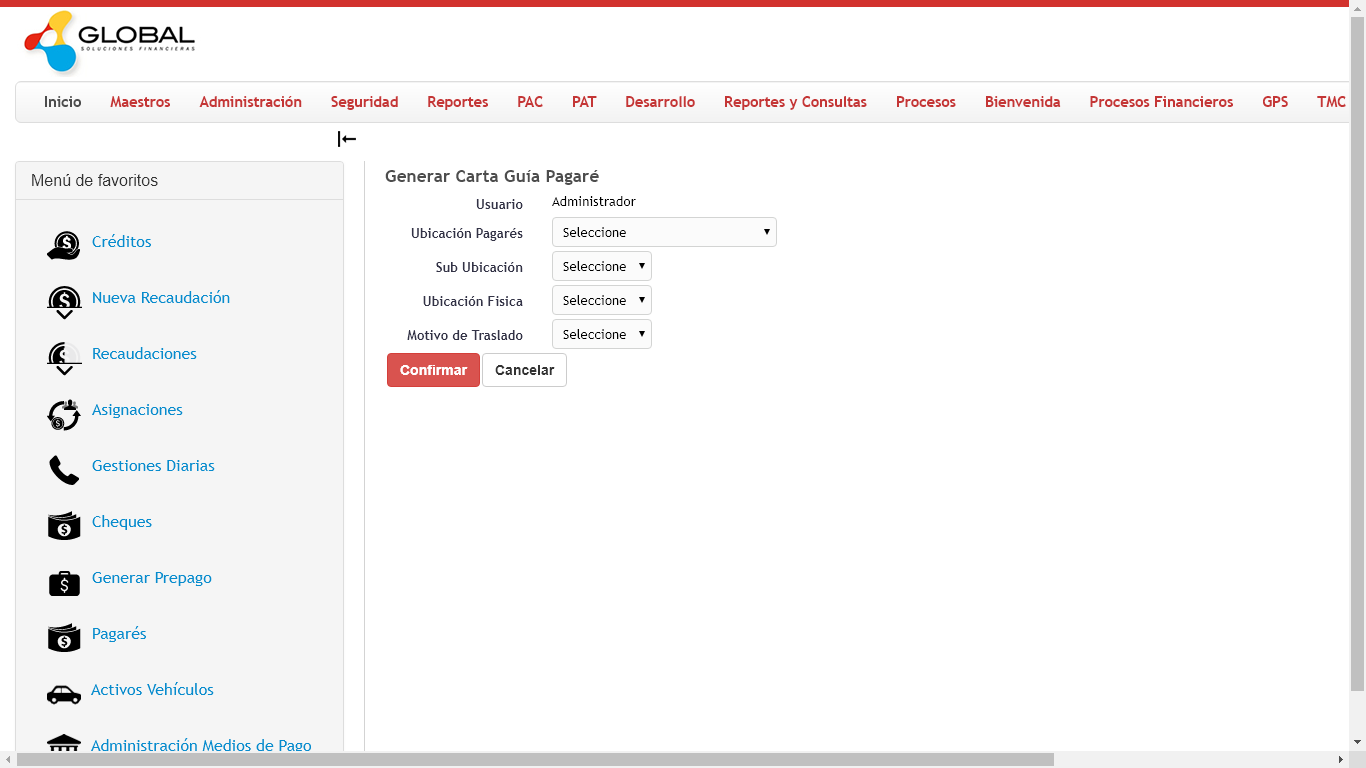 GLOBAL
SOLUCIONES FINANCIERAS
Inicio Maestros Administración Seguridad Reportes PAC PAT Desarrollo Reportes y Consultas Procesos Bienvenida Procesos Financieros GPS TMC
Menú de favoritos
Créditos
Nueva Recaudación
Recaudaciones
Asignaciones
Gestiones Diarias
Cheques
Generar Prepago
Pagarés
Activos Vehículos
Administración Medios de Pago
Generar Carta Guía Pagaré
Usuario Administrador
Ubicación Pagarés Seleccione
Sub Ubicación Seleccione
Ubicación Fisica Seleccione
Motivo de Traslado Seleccione
Confirmar Cancelar